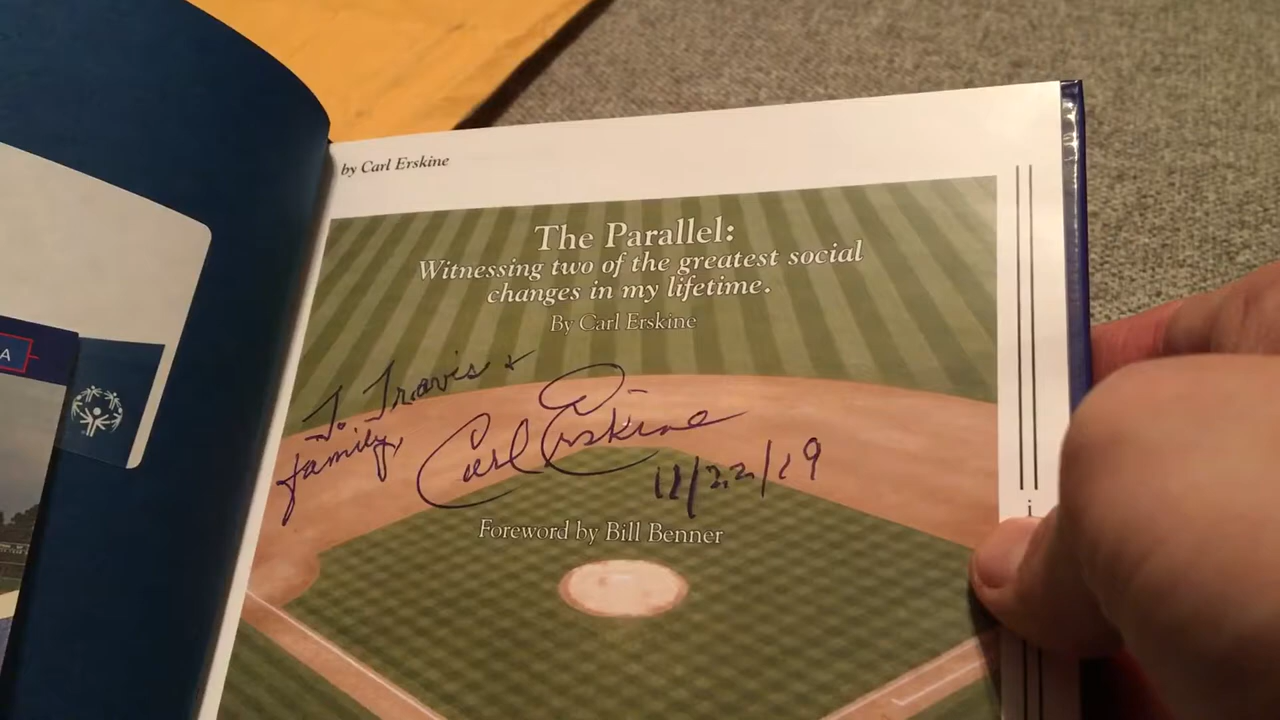 A
by Carl Erskine
The Parallel:
Witnessing two of the greatest social
changes in my lifetime.
By Carl Erskine
To Travis +
family,
Carl Erskine
11/22/19
Foreword by Bill Benner
i